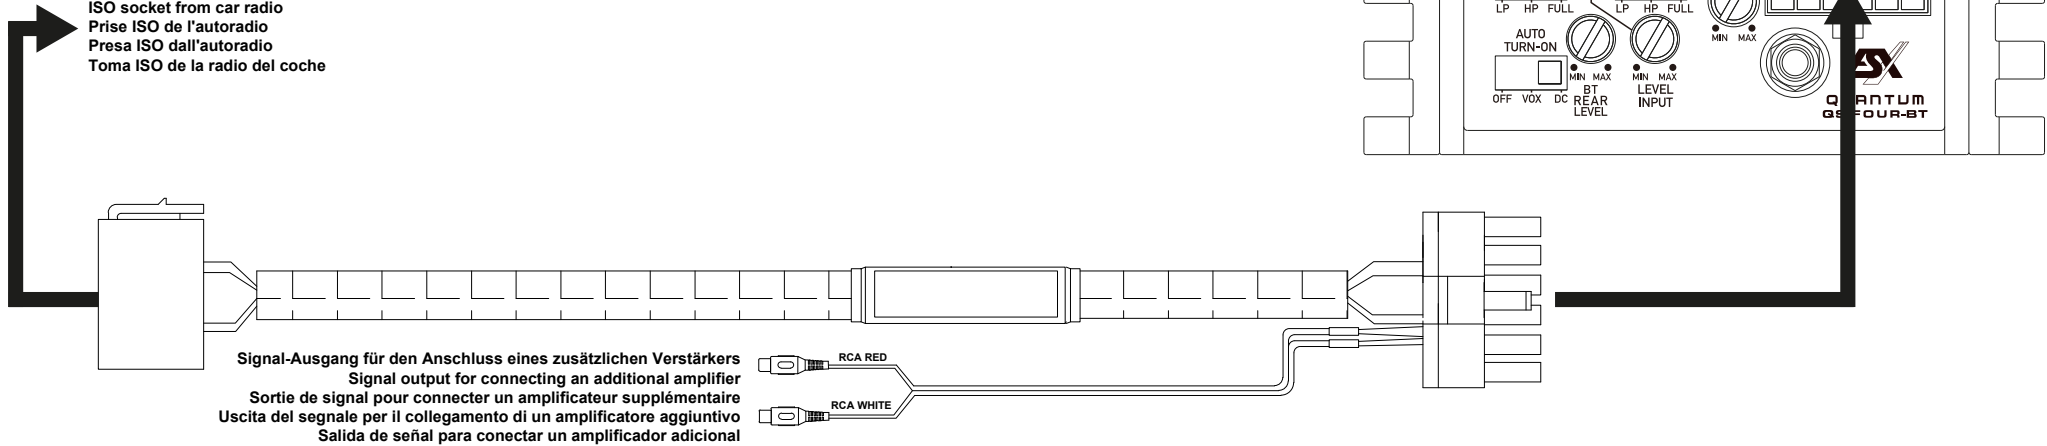 ISO socket from car radio
Prise ISO de l'autoradio
Presa ISO dall'autoradio
Toma ISO de la radio del coche
LP HP FULL
LP HP FULL
MIN MAX
AUTO
TURN-ON
OFF VOX DC
MIN MAX
BT
REAR
LEVEL
MIN MAX
LEVEL
INPUT
ESX
QUANTUM
QS-FOUR-BT
Signal-Ausgang für den Anschluss eines zusätzlichen Verstärkers
Signal output for connecting an additional amplifier
Sortie de signal pour connecter un amplificateur supplémentaire
Uscita del segnale per il collegamento di un amplificatore aggiuntivo
Salida de señal para conectar un amplificador adicional
RCA RED
RCA WHITE